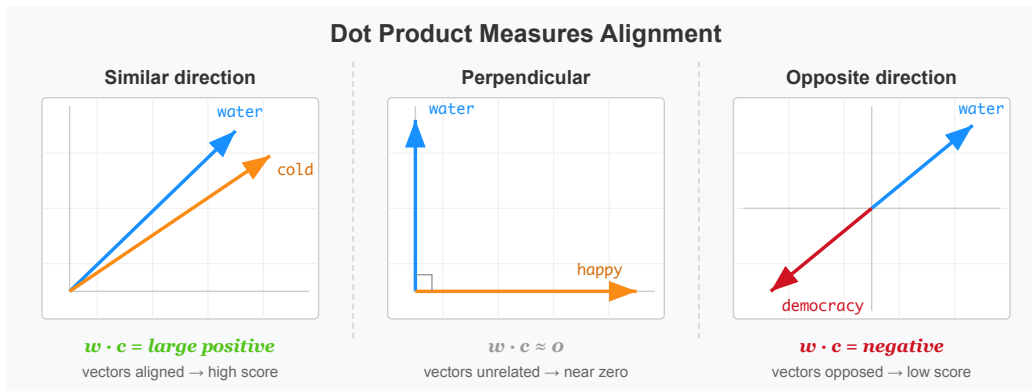 Dot Product Measures Alignment
Similar direction
water
cold
w · c = large positive
vectors aligned → high score
Perpendicular
water
happy
w · c ≈ 0
vectors unrelated → near zero
Opposite direction
water
democracy
w · c = negative
vectors opposed → low score